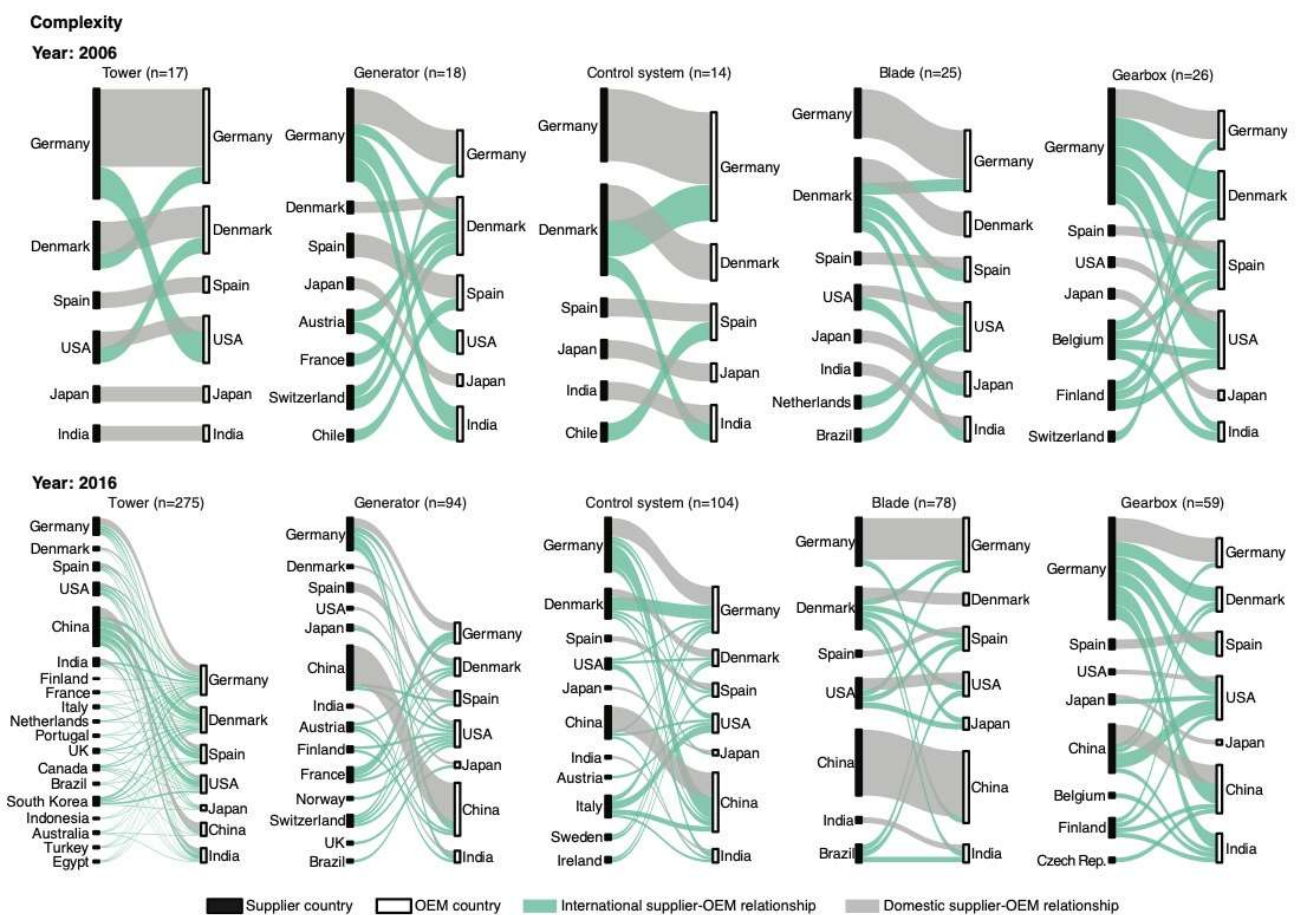 Complexity
Year: 2006
Tower (n=17)
Germany
Denmark
Spain
USA
Japan
India
Germany
Denmark
Spain
USA
Japan
India
Generator (n=18)
Germany
Denmark
Spain
Japan
Austria
France
Switzerland
Chile
Germany
Denmark
Spain
USA
Japan
India
Control system (n=14)
Germany
Denmark
Spain
Japan
India
Chile
Germany
Denmark
Spain
Japan
India
Blade (n=25)
Germany
Denmark
Spain
USA
Japan
India
Netherlands
Brazil
Germany
Denmark
Spain
USA
Japan
India
Gearbox (n=26)
Germany
Spain
USA
Japan
Belgium
Finland
Switzerland
Germany
Denmark
Spain
USA
Japan
India
Year: 2016
Tower (n=275)
Germany
Denmark
Spain
USA
China
India
Finland
France
Italy
Netherlands
Portugal
UK
Canada
Brazil
South Korea
Indonesia
Australia
Turkey
Egypt
Germany
Denmark
Spain
USA
Japan
China
India
Generator (n=94)
Germany
Denmark
Spain
USA
Japan
China
India
Austria
Finland
France
Norway
Switzerland
UK
Brazil
Germany
Denmark
Spain
USA
Japan
China
India
Control system (n=104)
Germany
Denmark
Spain
USA
Japan
China
India
Austria
Italy
Sweden
Ireland
Germany
Denmark
Spain
USA
Japan
China
India
Blade (n=78)
Germany
Denmark
Spain
USA
China
India
Brazil
Germany
Denmark
Spain
USA
Japan
China
India
Gearbox (n=59)
Germany
Spain
USA
Japan
China
Belgium
Finland
Czech Rep.
Germany
Denmark
Spain
USA
Japan
China
India
Supplier country
OEM country
International supplier-OEM relationship
Domestic supplier-OEM relationship